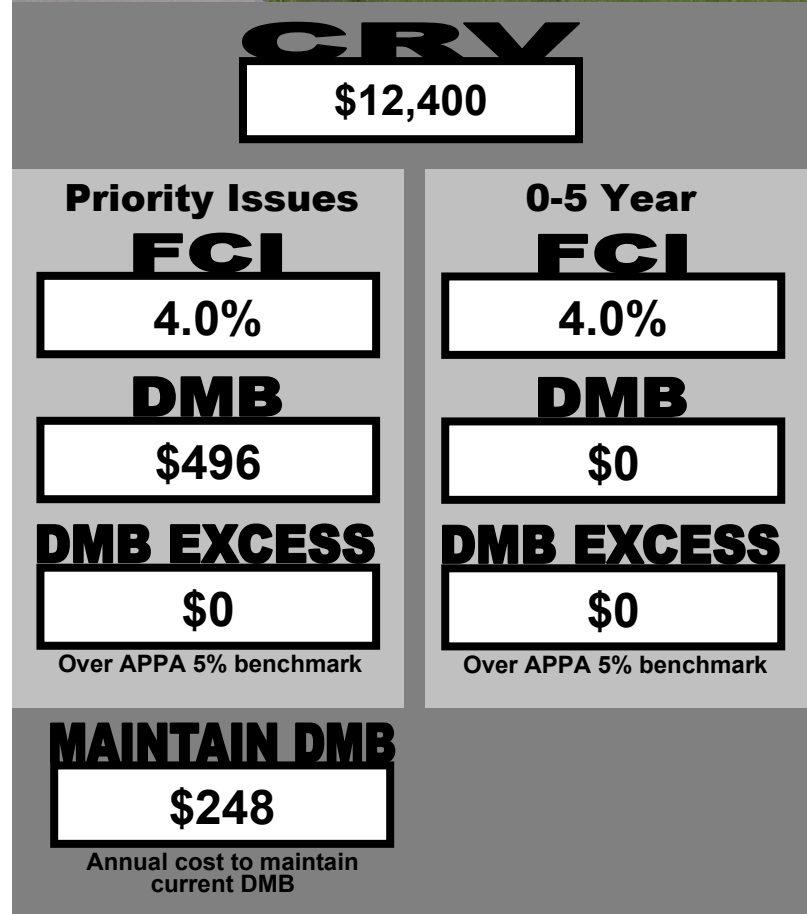 CRV
$12,400
Priority Issues
FCI
4.0%
DMB
$496
DMB EXCESS
$0
Over APPA 5% benchmark
0-5 Year
FCI
4.0%
DMB
$0
DMB EXCESS
$0
Over APPA 5% benchmark
MAINTAIN DMB
$248
Annual cost to maintain
current DMB